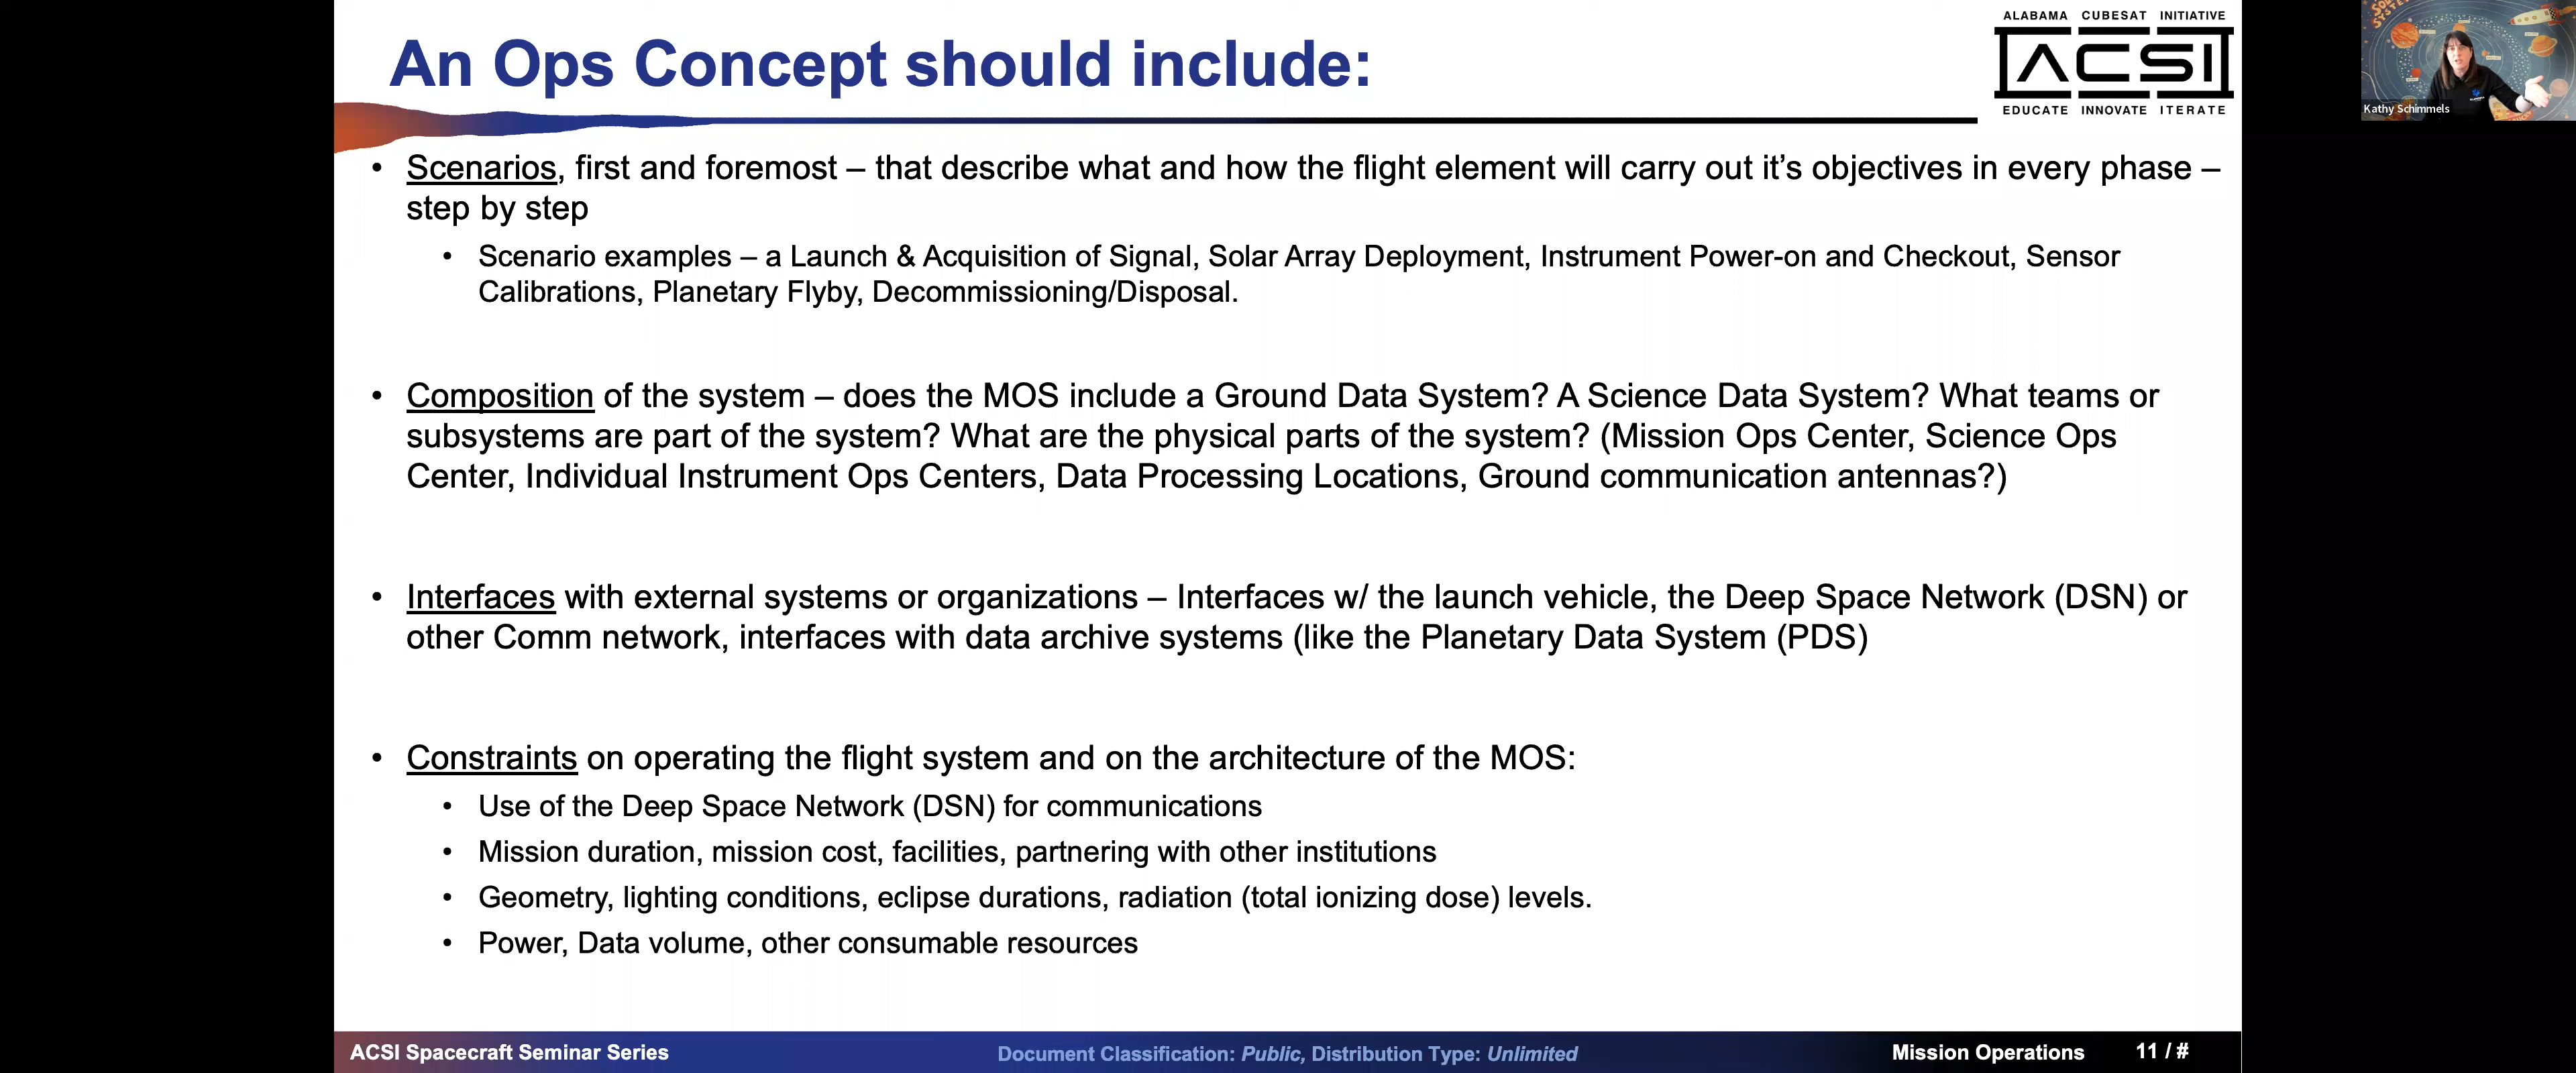 An Ops Concept should include:
ALABAMA CUBESAT INITIATIVE
ACSI
EDUCATE INNOVATE ITERATE
Kathy Schimmels
• Scenarios, first and foremost – that describe what and how the flight element will carry out it’s objectives in every phase –
step by step
• Scenario examples – a Launch & Acquisition of Signal, Solar Array Deployment, Instrument Power-on and Checkout, Sensor
Calibrations, Planetary Flyby, Decommissioning/Disposal.
• Composition of the system – does the MOS include a Ground Data System? A Science Data System? What teams or
subsystems are part of the system? What are the physical parts of the system? (Mission Ops Center, Science Ops
Center, Individual Instrument Ops Centers, Data Processing Locations, Ground communication antennas?)
• Interfaces with external systems or organizations – Interfaces w/ the launch vehicle, the Deep Space Network (DSN) or
other Comm network, interfaces with data archive systems (like the Planetary Data System (PDS)
• Constraints on operating the flight system and on the architecture of the MOS:
• Use of the Deep Space Network (DSN) for communications
• Mission duration, mission cost, facilities, partnering with other institutions
• Geometry, lighting conditions, eclipse durations, radiation (total ionizing dose) levels.
• Power, Data volume, other consumable resources
ACSI Spacecraft Seminar Series
Document Classification: Public, Distribution Type: Unlimited
Mission Operations
11 / #